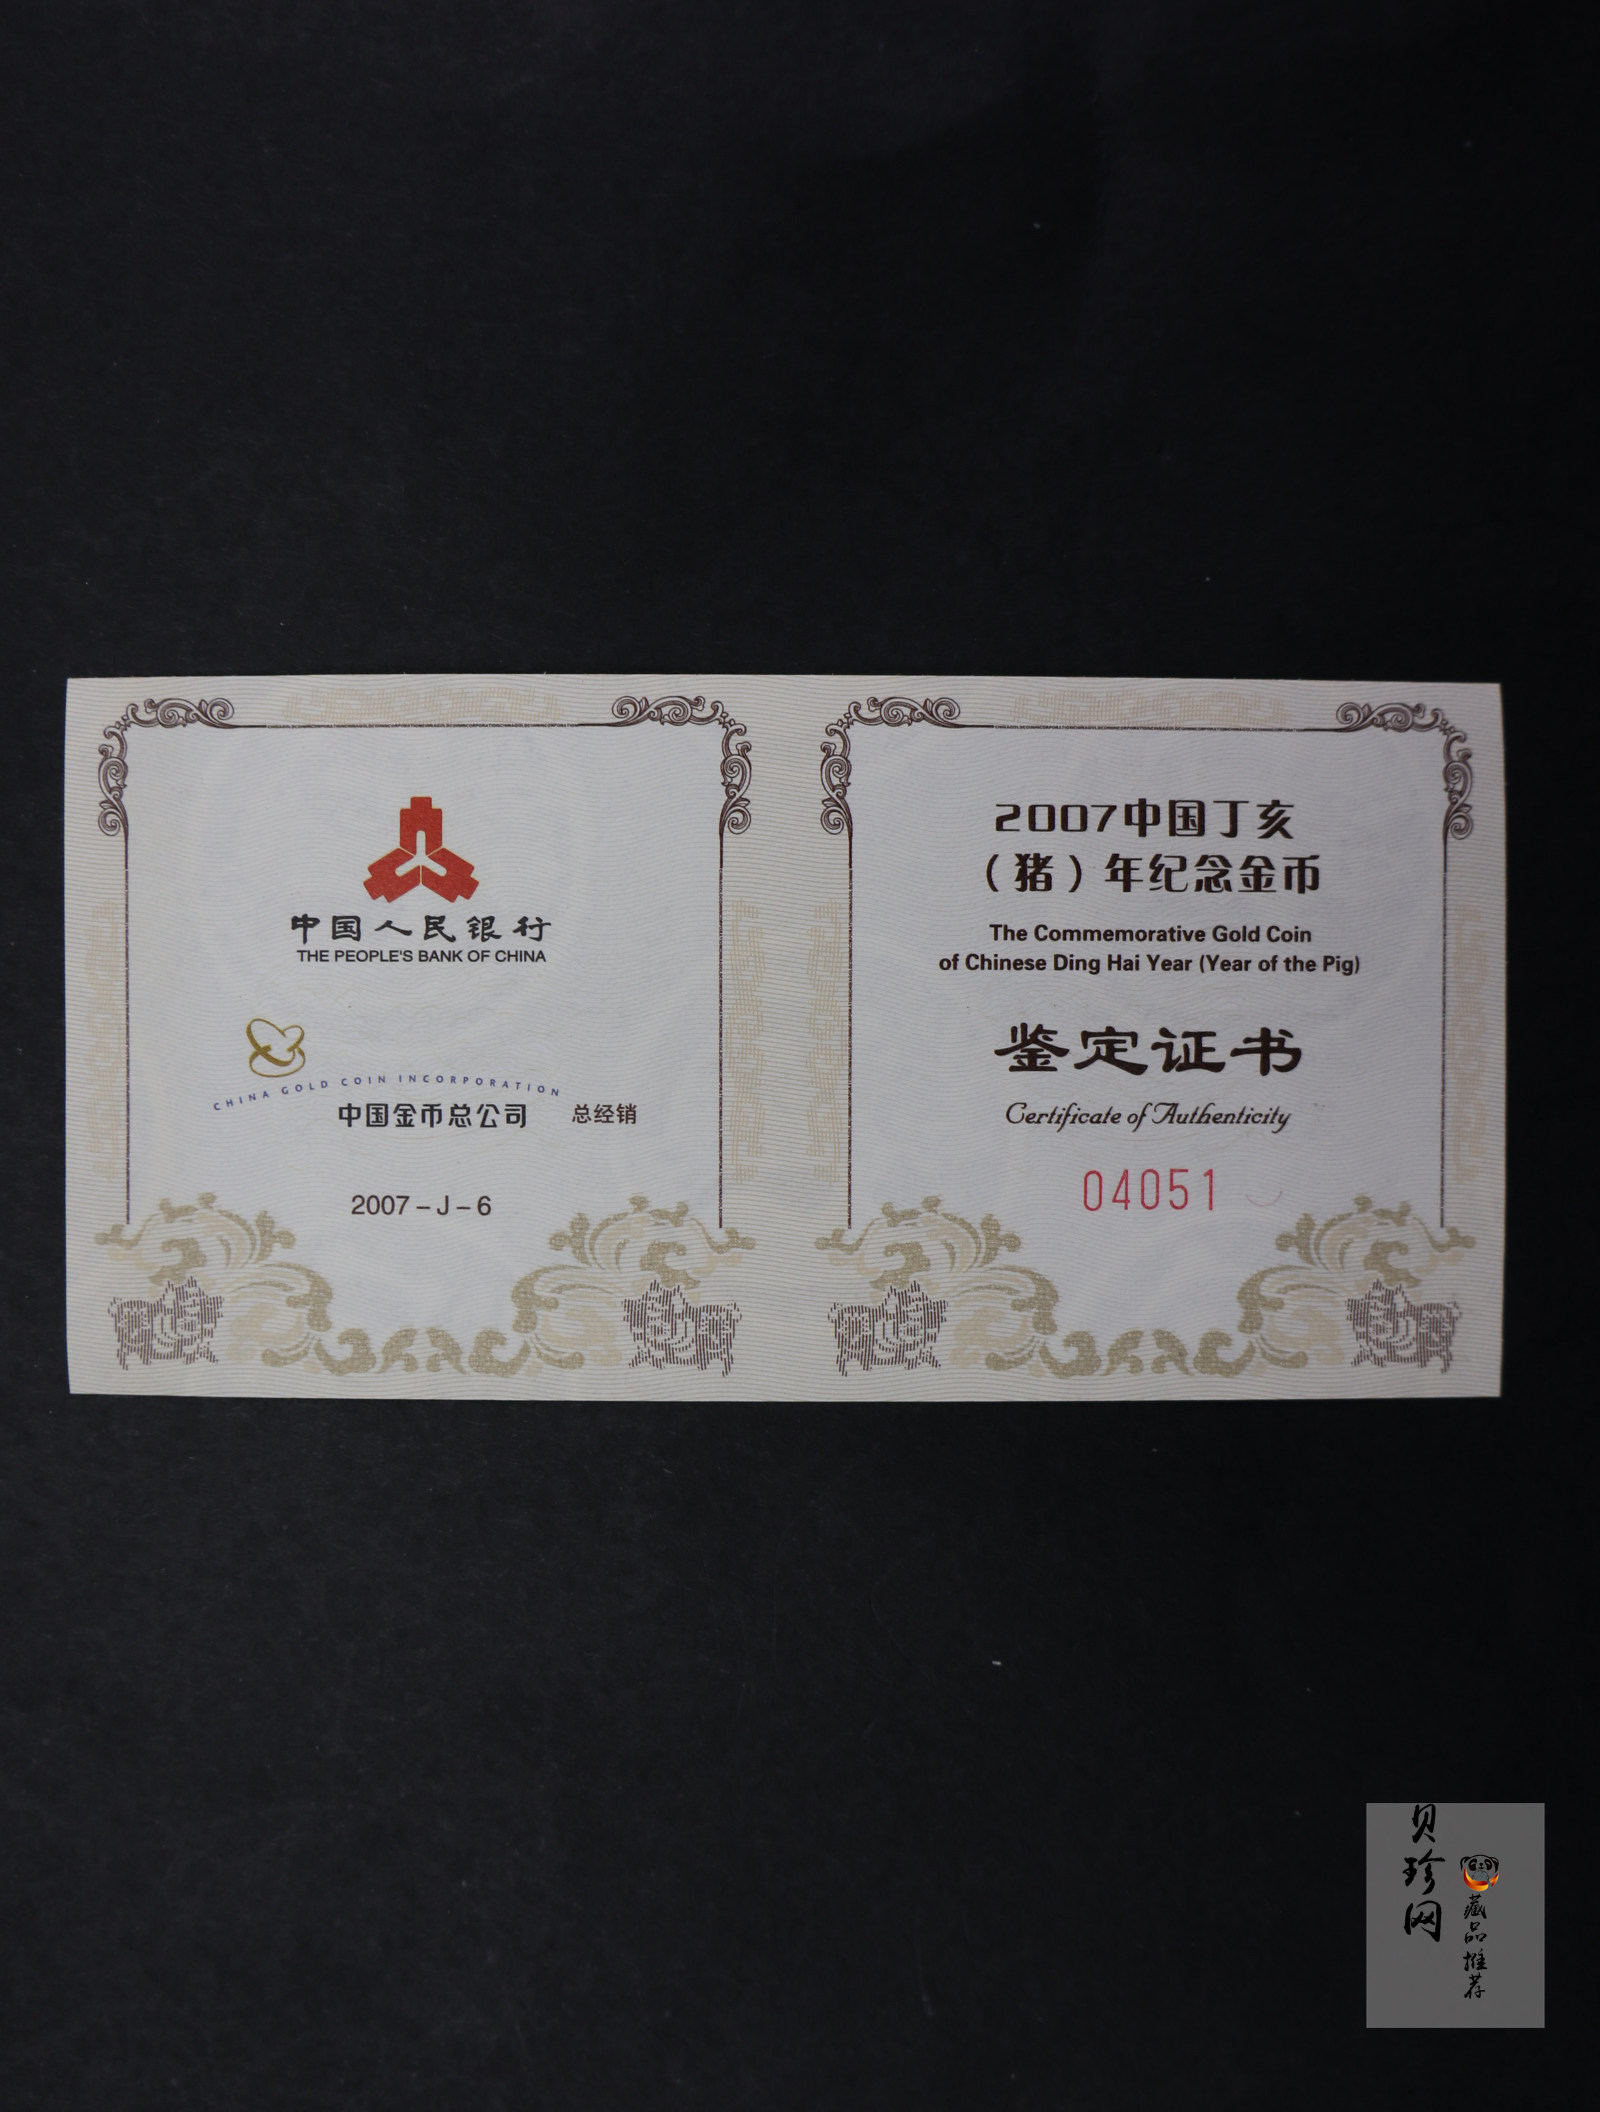 中国人民银行
THE PEOPLE'S BANK OF CHINA
CHINA GOLD COIN INCORPORATION
中国金币总公司 总经销
2007-J-6
2007中国丁亥
（猪）年纪念金币
The Commemorative Gold Coin
of Chinese Ding Hai Year (Year of the Pig)
鉴定证书
Certificate of Authenticity
04051
贝珍网
藏品推荐